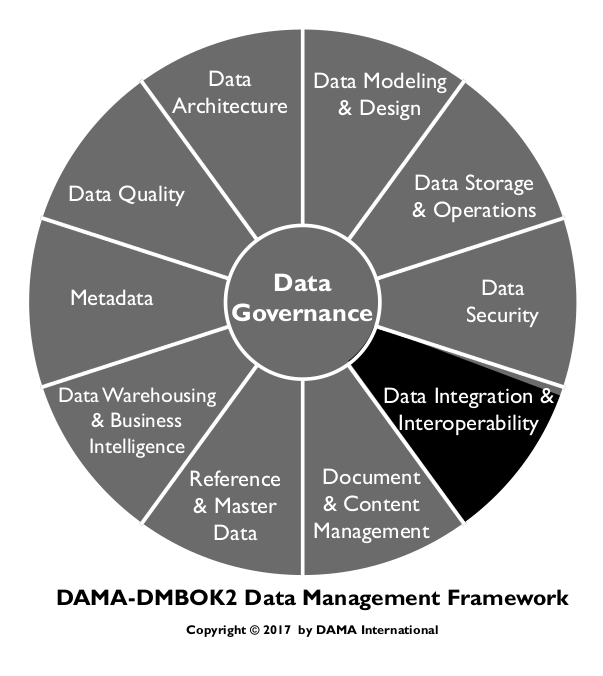 Data
Architecture
Data Modeling
& Design
Data Storage
& Operations
Data
Security
Data Integration &
Interoperability
Document
& Content
Management
Reference
& Master
Data
Data Warehousing
& Business
Intelligence
Metadata
Data Quality
Data
Governance
DAMA-DMBOK2 Data Management Framework
Copyright © 2017 by DAMA International